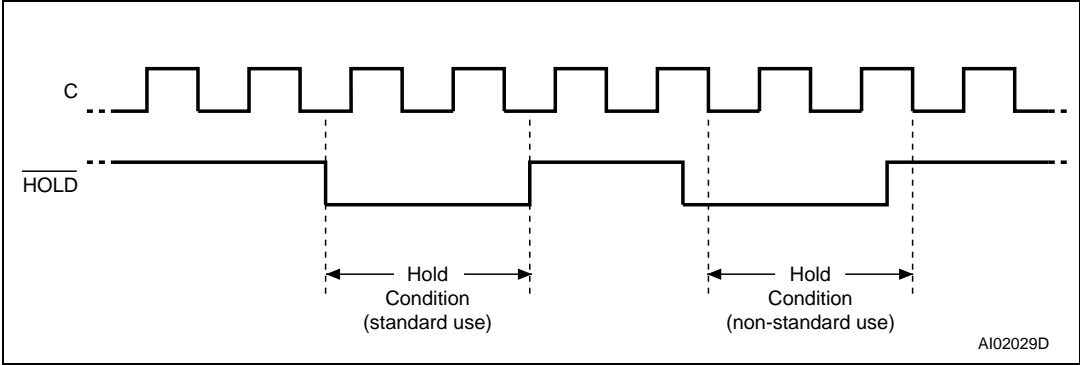 C
HOLD
Hold
Condition
(standard use)
Hold
Condition
(non-standard use)
AI02029D